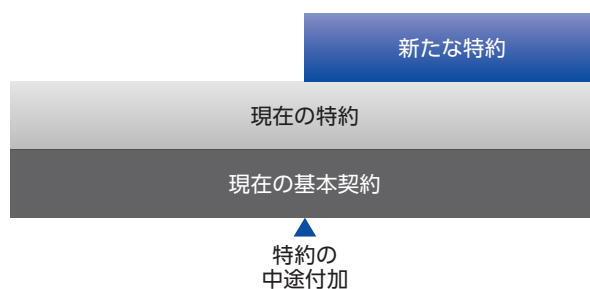 新たな特約
現在の特約
現在の基本契約
特約の
中途付加